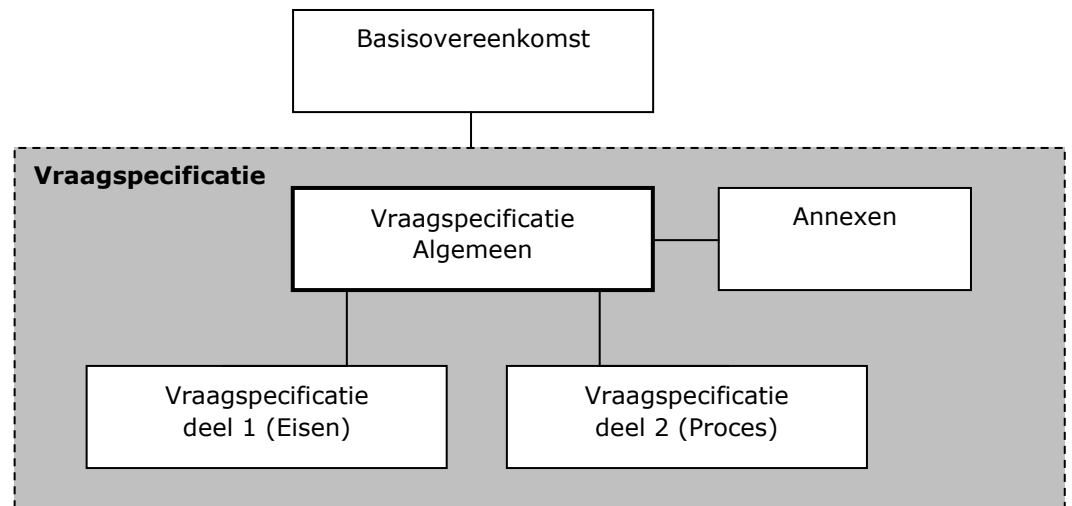 Basisovereenkomst
Vraagspecificatie
Vraagspecificatie
Algemeen
Annexen
Vraagspecificatie
deel 1 (Eisen)
Vraagspecificatie
deel 2 (Proces)